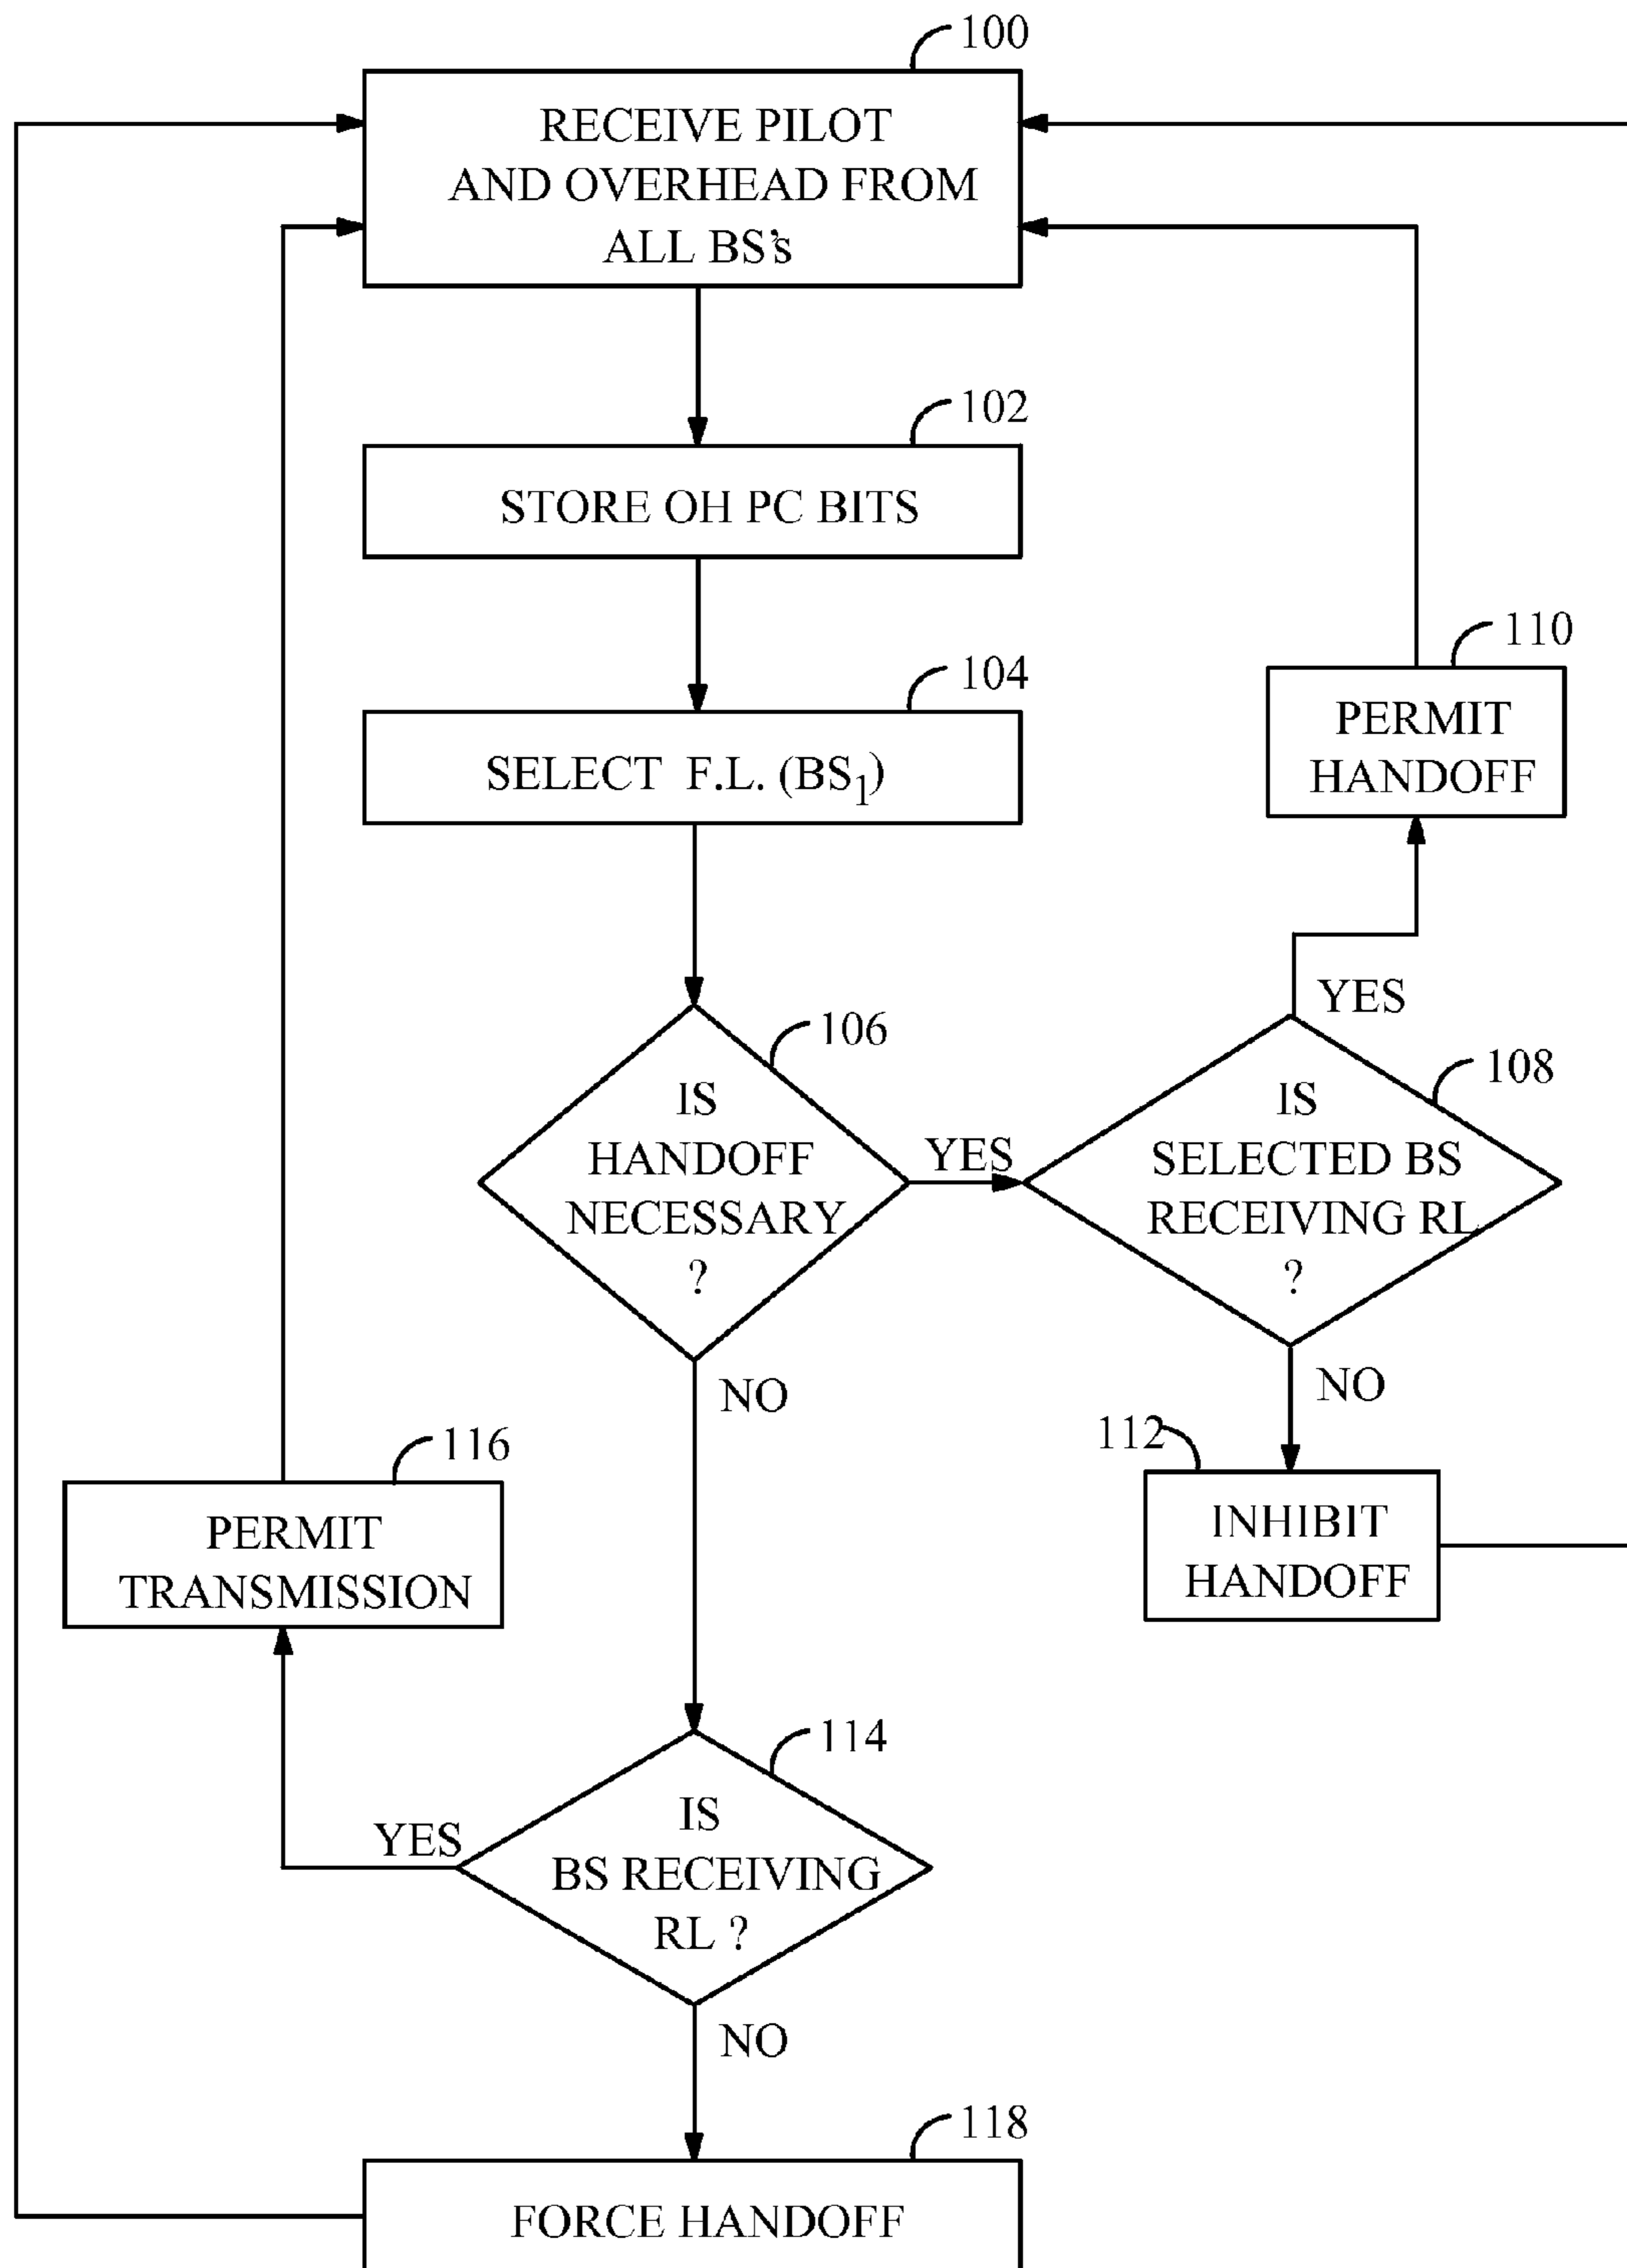 100
RECEIVE PILOT
AND OVERHEAD FROM
ALL BS’s
102
STORE OH PC BITS
104
SELECT F.L. (BS1)
110
PERMIT
HANDOFF
106
IS
HANDOFF
NECESSARY
?
YES
NO
108
IS
SELECTED BS
RECEIVING RL
?
YES
NO
112
INHIBIT
HANDOFF
116
PERMIT
TRANSMISSION
114
IS
BS RECEIVING
RL ?
YES
NO
118
FORCE HANDOFF